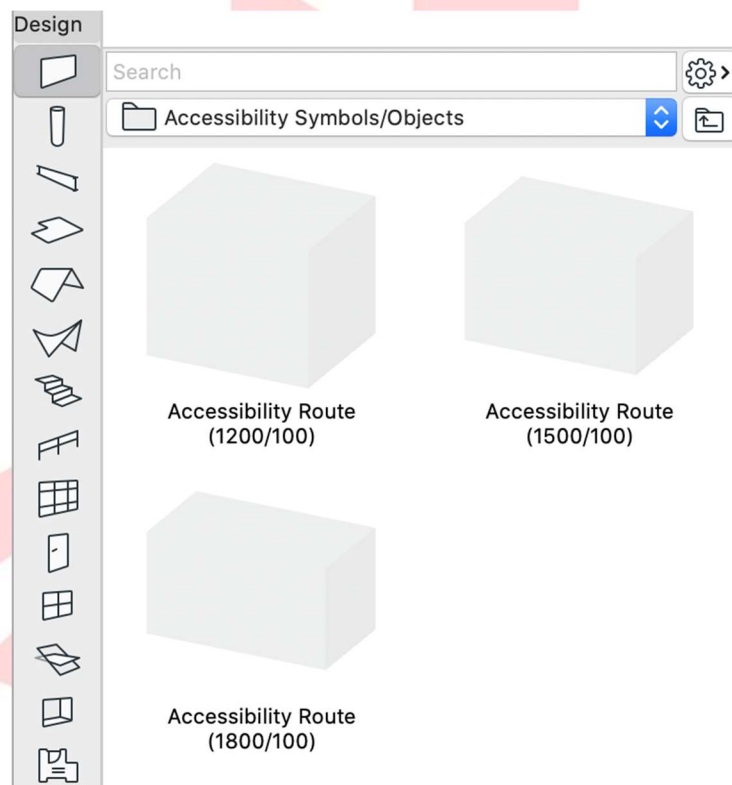 Design
Search
Accessibility Symbols/Objects
Accessibility Route
(1200/100)
Accessibility Route
(1500/100)
Accessibility Route
(1800/100)